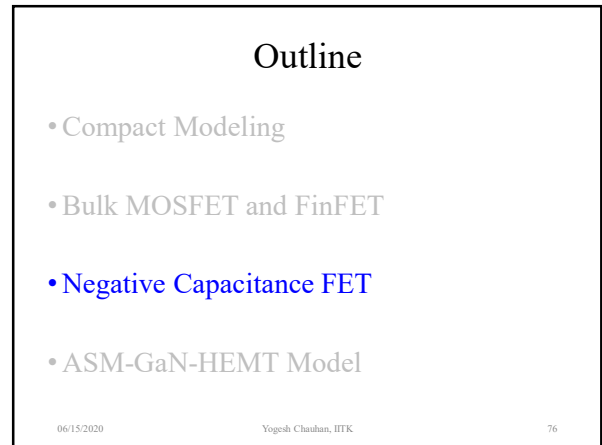 Outline
• Compact Modeling
• Bulk MOSFET and FinFET
• Negative Capacitance FET
• ASM-GaN-HEMT Model
06/15/2020 Yogesh Chauhan, IITK 76